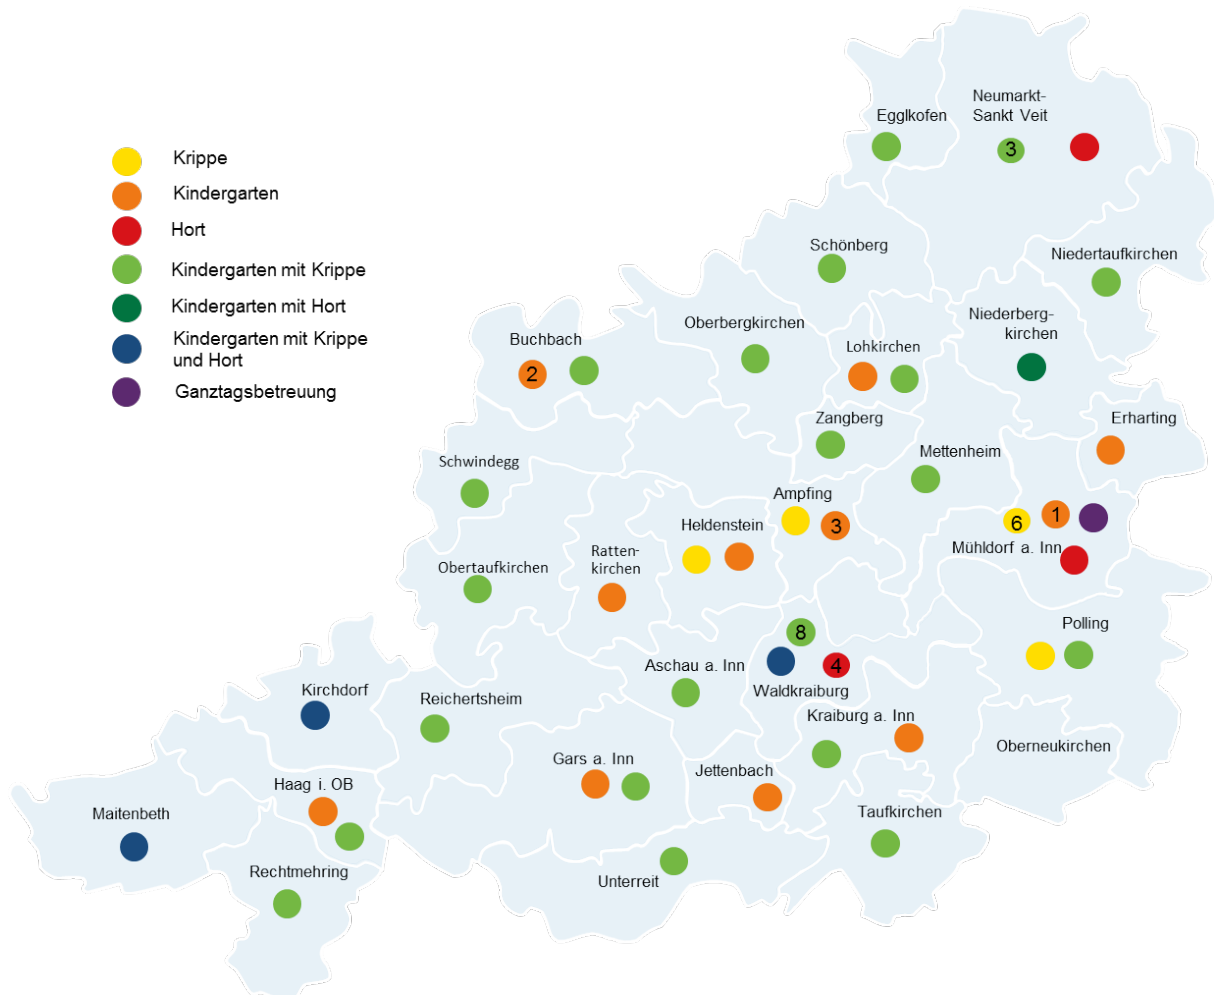 Krippe
Kindergarten
Hort
Kindergarten mit Krippe
Kindergarten mit Hort
Kindergarten mit Krippe
und Hort
Ganztagsbetreuung
Neumarkt-
Sankt Veit
Egglkofen
3
Schönberg
Niedertaufkirchen
Niederberg-
kirchen
Oberbergkirchen
Buchbach
Lohkirchen
2
Zangberg
Erharting
Mettenheim
Schwindegg
Ampfing
Heldenstein
3
6
1
Mühldorf a. Inn
Ratten-
kirchen
Obertaufkirchen
Polling
8
4
Aschau a. Inn
Waldkraiburg
Kirchdorf
Reichertsheim
Kraiburg a. Inn
Oberneukirchen
Gars a. Inn
Jettenbach
Haag i. OB
Maitenbeth
Taufkirchen
Rechtmehring
Unterreit